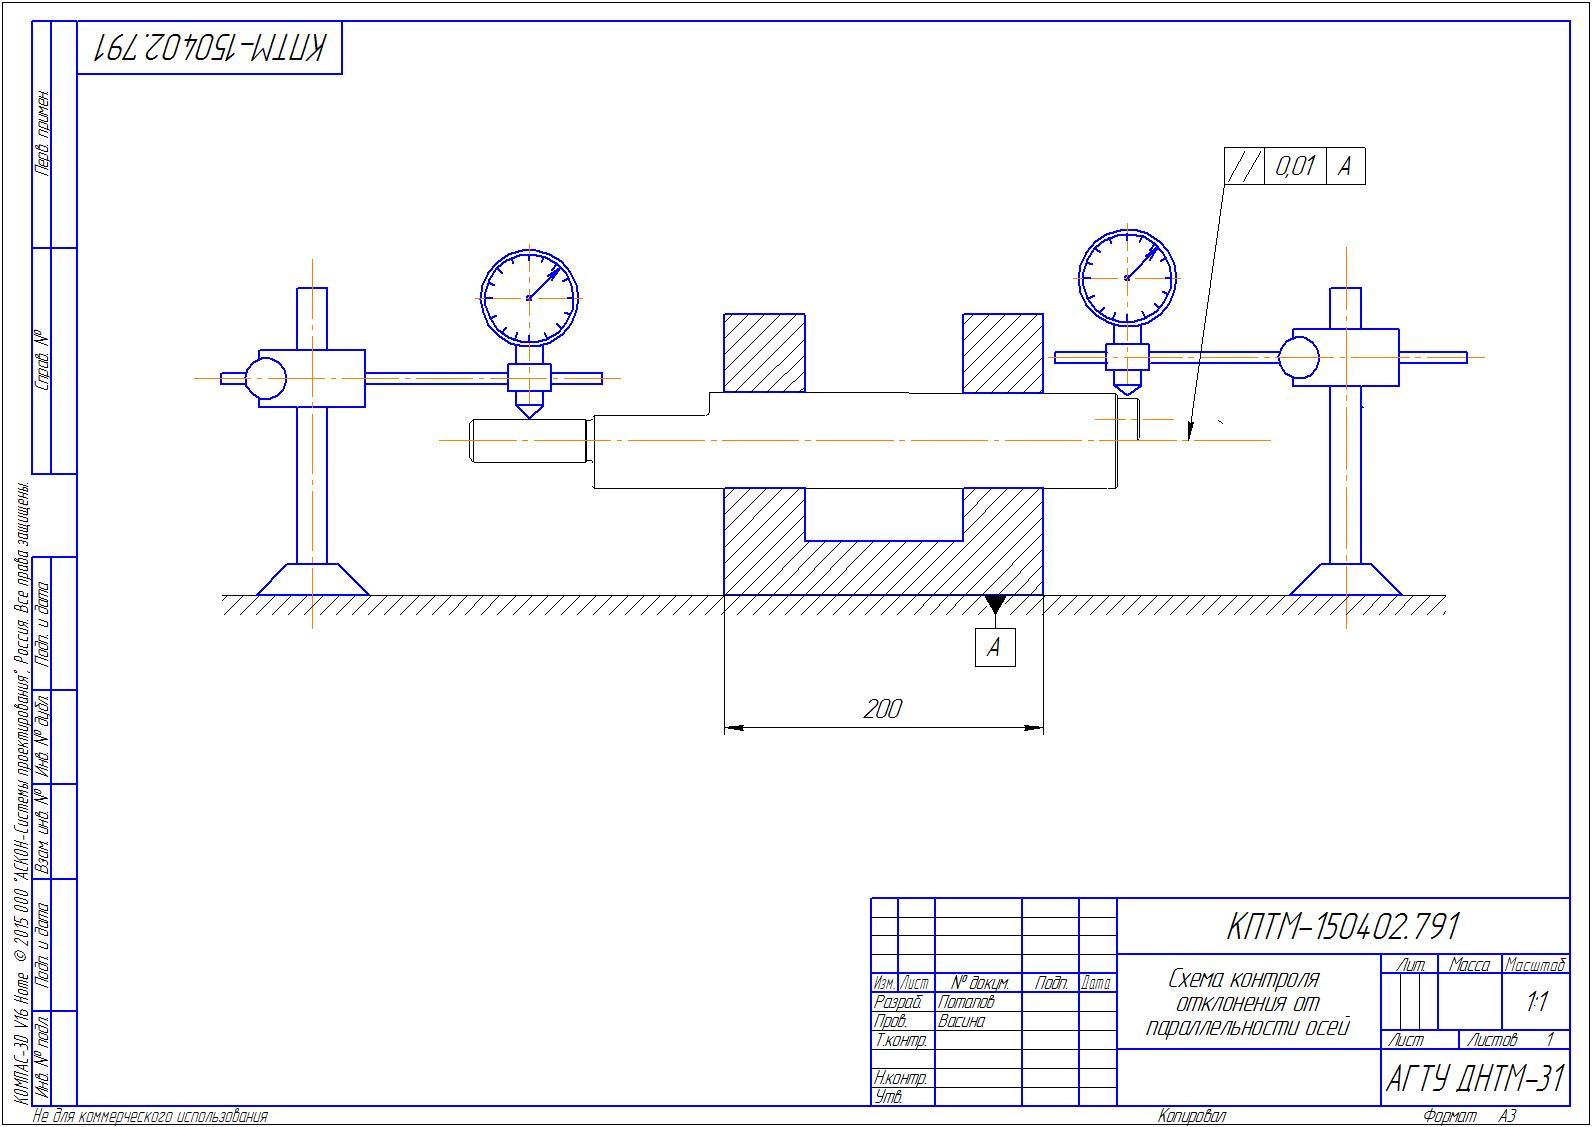 КПТМ-150402.791
Перв. примен.
Справ. №
Подп. и дата
Инв. № дубл.
Взам. инв. №
Подп. и дата
Инв. № подл.
КОМПАС-3D V16 Home © 2015 ООО "АСКОН-Системы проектирования", Россия. Все права защищены.
// 0,01 А
А
200
КПТМ-150402.791
Изм. Лист № докум. Подп. Дата
Разраб. Потапов
Пров. Васина
Т.контр.
Н.контр.
Утв.
Схема контроля
отклонения от
параллельности осей
Лит. Масса Масштаб
1:1
Лист Листов 1
АГТУ ДНТМ-31
Не для коммерческого использования
Копировал
Формат А3